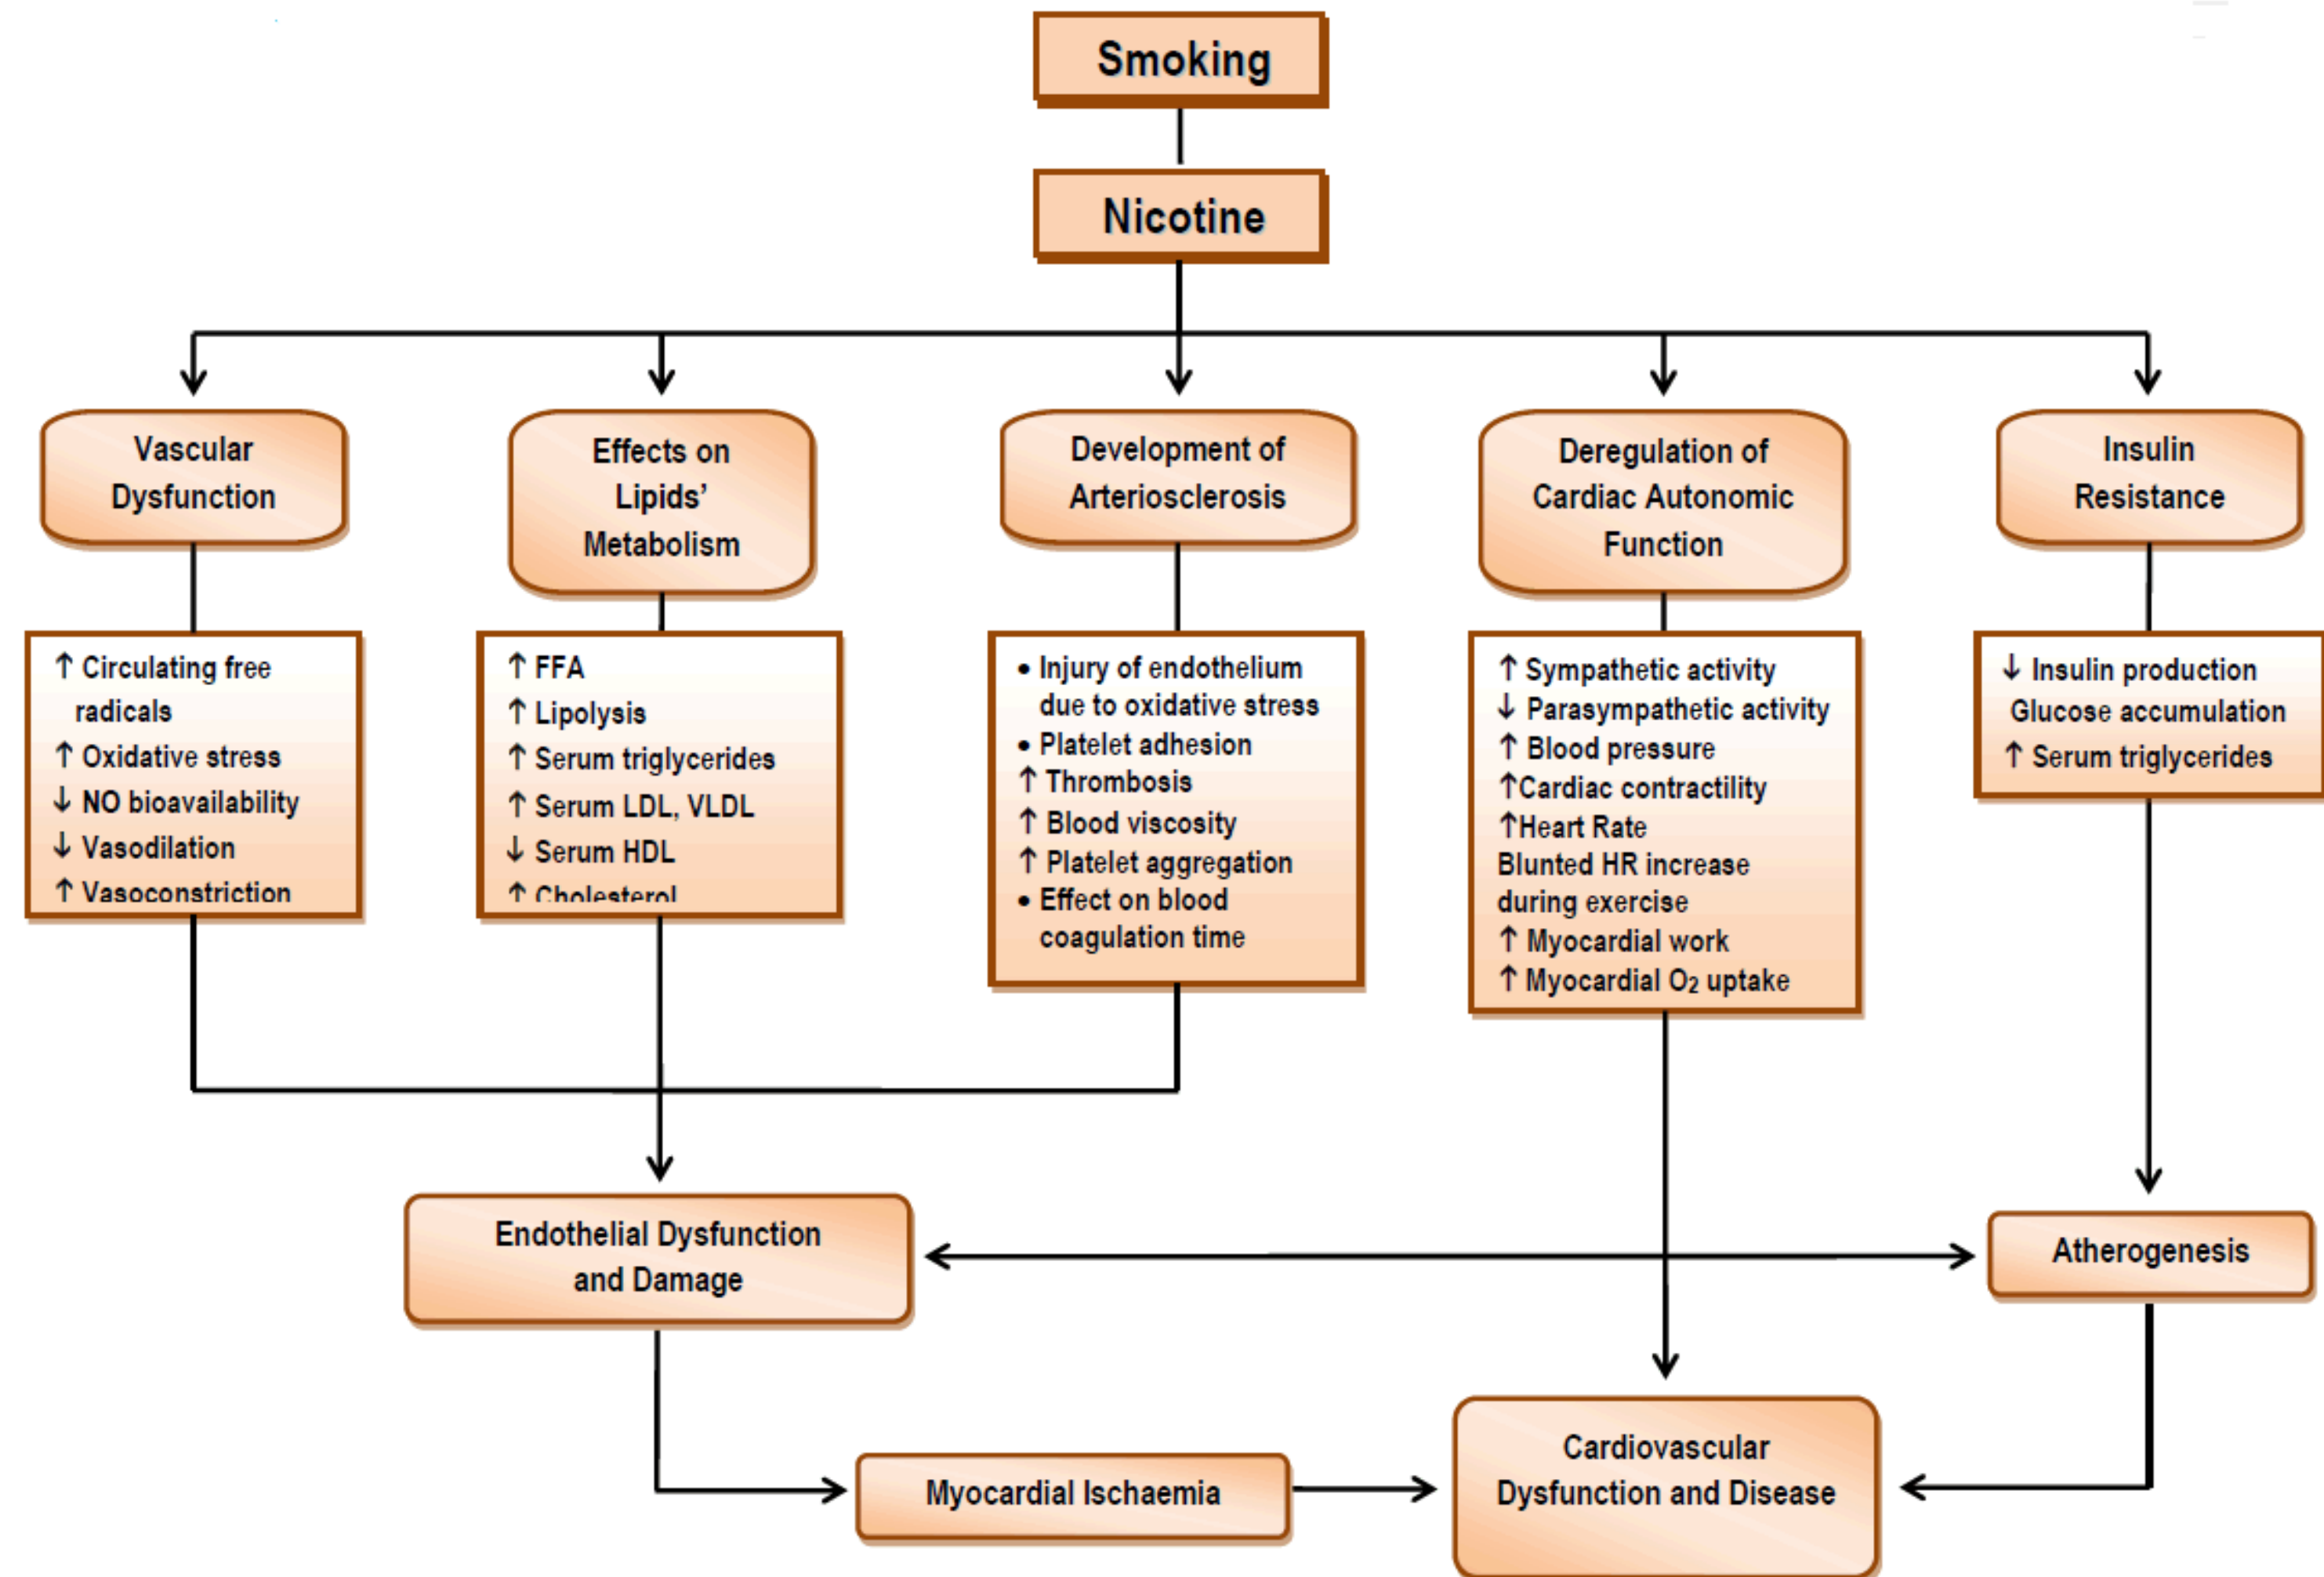 Smoking
Nicotine
Vascular
Dysfunction
Effects on
Lipids’
Metabolism
Development of
Arteriosclerosis
Deregulation of
Cardiac Autonomic
Function
Insulin
Resistance
↑ Circulating free
radicals
↑ Oxidative stress
↓ NO bioavailability
↓ Vasodilation
↑ Vasoconstriction
↑ FFA
↑ Lipolysis
↑ Serum triglycerides
↑ Serum LDL, VLDL
↓ Serum HDL
↑ Cholesterol
• Injury of endothelium
due to oxidative stress
• Platelet adhesion
↑ Thrombosis
↑ Blood viscosity
↑ Platelet aggregation
• Effect on blood
coagulation time
↑ Sympathetic activity
↓ Parasympathetic activity
↑ Blood pressure
↑Cardiac contractility
↑Heart Rate
Blunted HR increase
during exercise
↑ Myocardial work
↑ Myocardial O₂ uptake
↓ Insulin production
Glucose accumulation
↑ Serum triglycerides
Endothelial Dysfunction
and Damage
Atherogenesis
Myocardial Ischaemia
Cardiovascular
Dysfunction and Disease